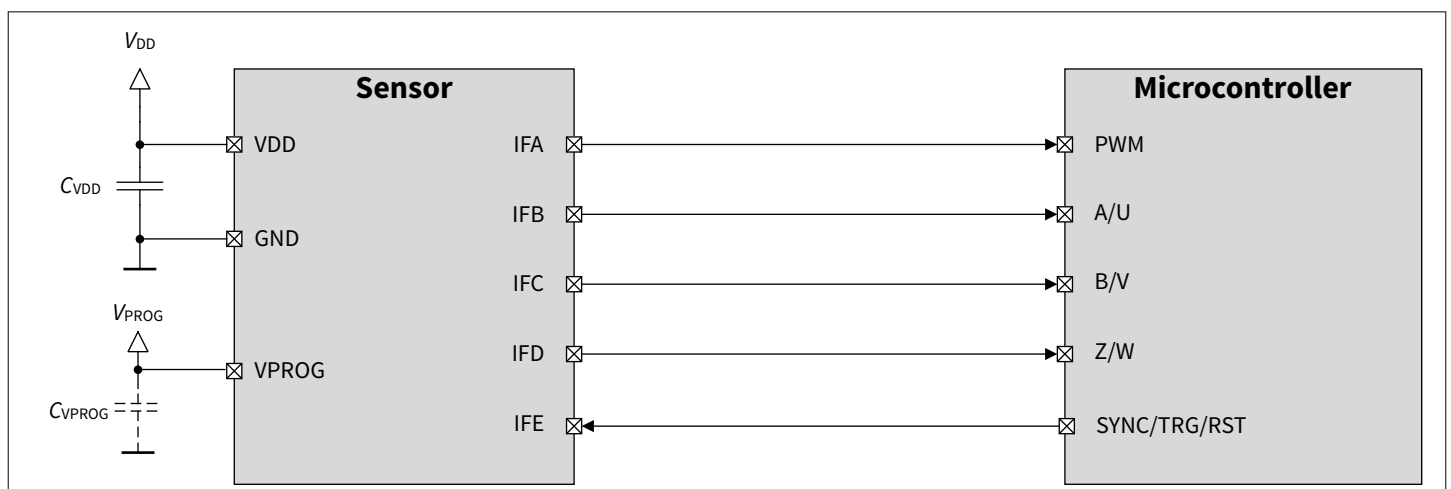 VDD
Sensor
Microcontroller
VDD
IFA
PWM
CVDD
IFB
A/U
GND
IFC
B/V
VPROG
IFD
Z/W
VPROG
CVPROG
IFE
SYNC/TRG/RST